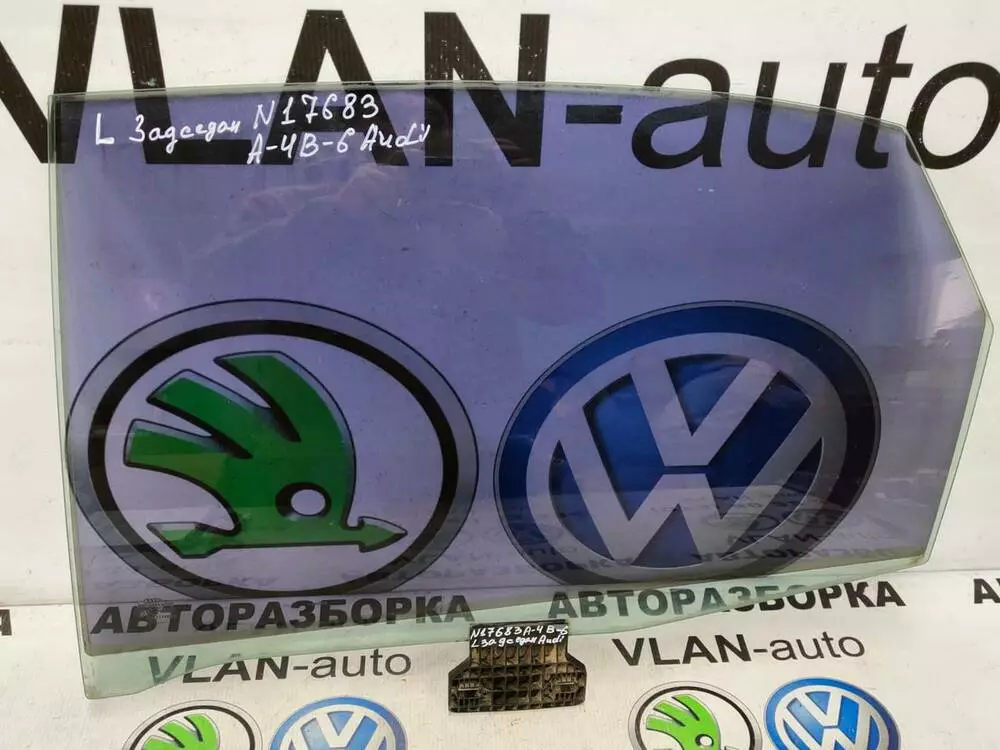 VLAN-auto
L Задседан N17683
A-4B-6 Audi
АВТОРАЗБОРКА АВТОРАЗБОРКА
N17683A-4B-6
L Задседан Audi
VLAN-auto VLAN-auto